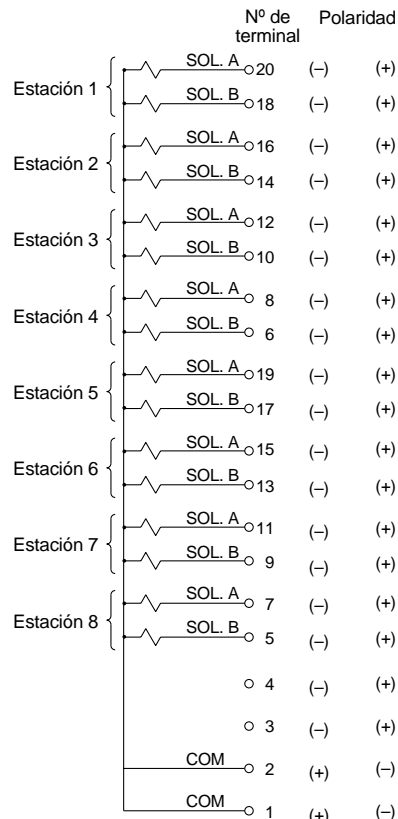 Nº de terminal Polaridad
Estación 1
SOL. A 20 (–) (+)
SOL. B 18 (–) (+)
Estación 2
SOL. A 16 (–) (+)
SOL. B 14 (–) (+)
Estación 3
SOL. A 12 (–) (+)
SOL. B 10 (–) (+)
Estación 4
SOL. A 8 (–) (+)
SOL. B 6 (–) (+)
Estación 5
SOL. A 19 (–) (+)
SOL. B 17 (–) (+)
Estación 6
SOL. A 15 (–) (+)
SOL. B 13 (–) (+)
Estación 7
SOL. A 11 (–) (+)
SOL. B 9 (–) (+)
Estación 8
SOL. A 7 (–) (+)
SOL. B 5 (–) (+)
4 (–) (+)
3 (–) (+)
COM 2 (+) (–)
COM 1 (+) (–)